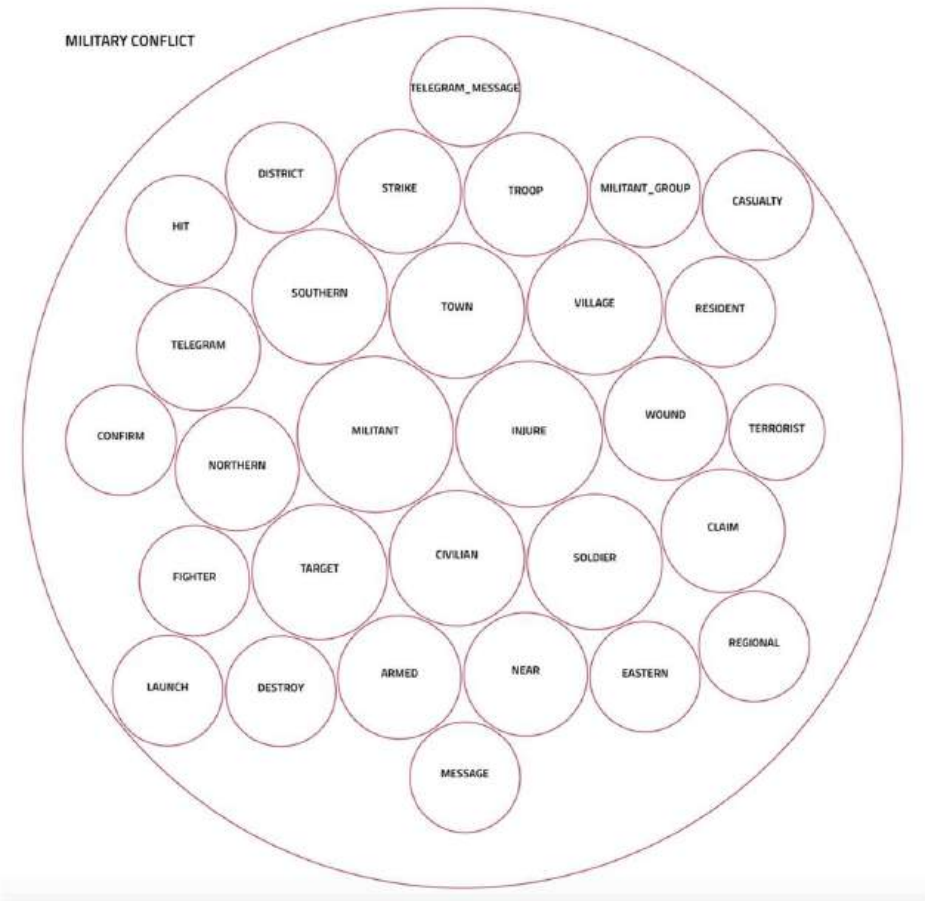 MILITARY CONFLICT
TELEGRAM_MESSAGE
DISTRICT
STRIKE
TROOP
MILITANT_GROUP
CASUALTY
HIT
SOUTHERN
TOWN
VILLAGE
RESIDENT
TELEGRAM
CONFIRM
NORTHERN
MILITANT
INJURE
WOUND
TERRORIST
FIGHTER
TARGET
CIVILIAN
SOLDIER
CLAIM
LAUNCH
DESTROY
ARMED
NEAR
EASTERN
REGIONAL
MESSAGE